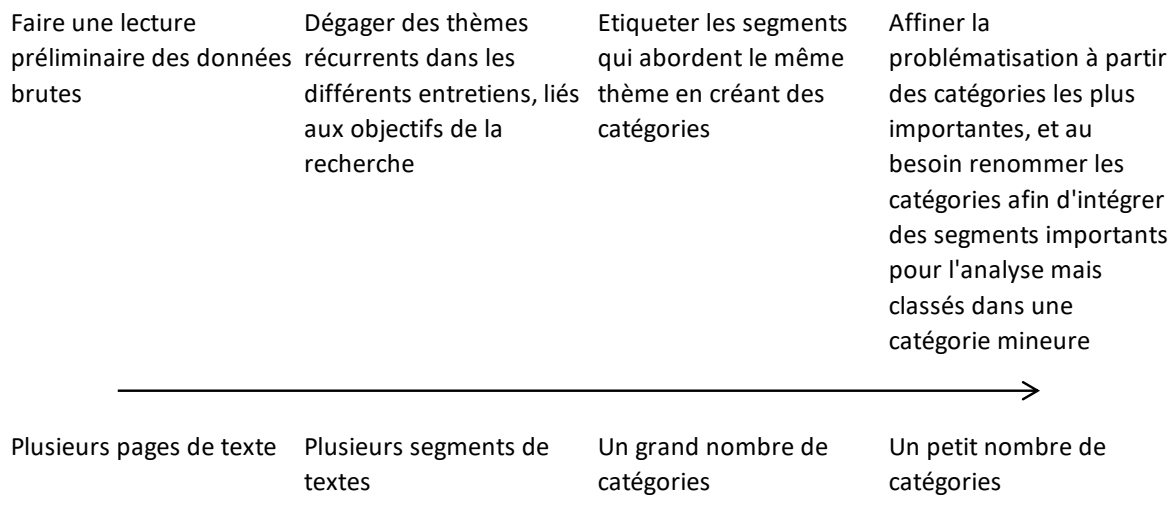 Faire une lecture
préliminaire des données
brutes
Dégager des thèmes
récurrents dans les
différents entretiens, liés
aux objectifs de la
recherche
Etiqueter les segments
qui abordent le même
thème en créant des
catégories
Affiner la
problématisation à partir
des catégories les plus
importantes, et au
besoin renommer les
catégories afin d'intégrer
des segments importants
pour l'analyse mais
classés dans une
catégorie mineure
Plusieurs pages de texte
Plusieurs segments de
textes
Un grand nombre de
catégories
Un petit nombre de
catégories